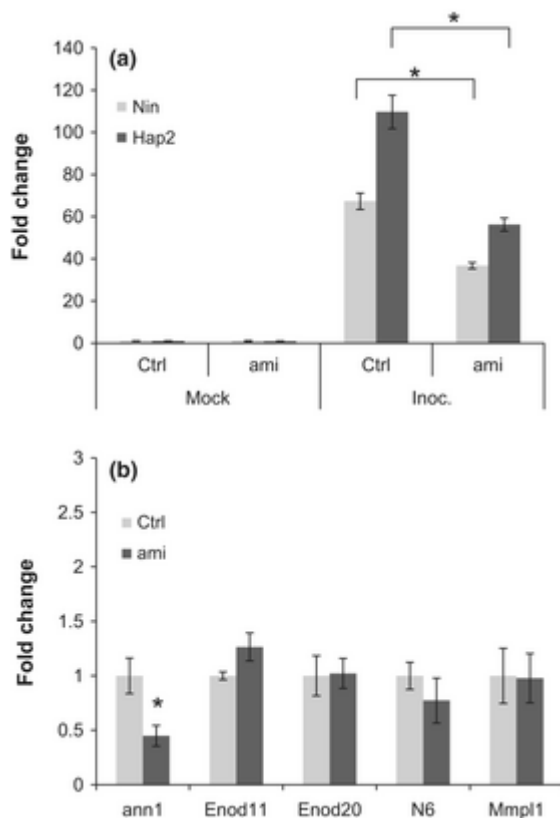 *
*
(a)
Nin
Hap2
Fold change
140
120
100
80
60
40
20
0
Ctrl ami Ctrl ami
Mock Inoc.
(b)
Ctrl
ami
Fold change
3
2.5
2
1.5
1
0.5
0
*
ann1 Enod11 Enod20 N6 Mmpl1